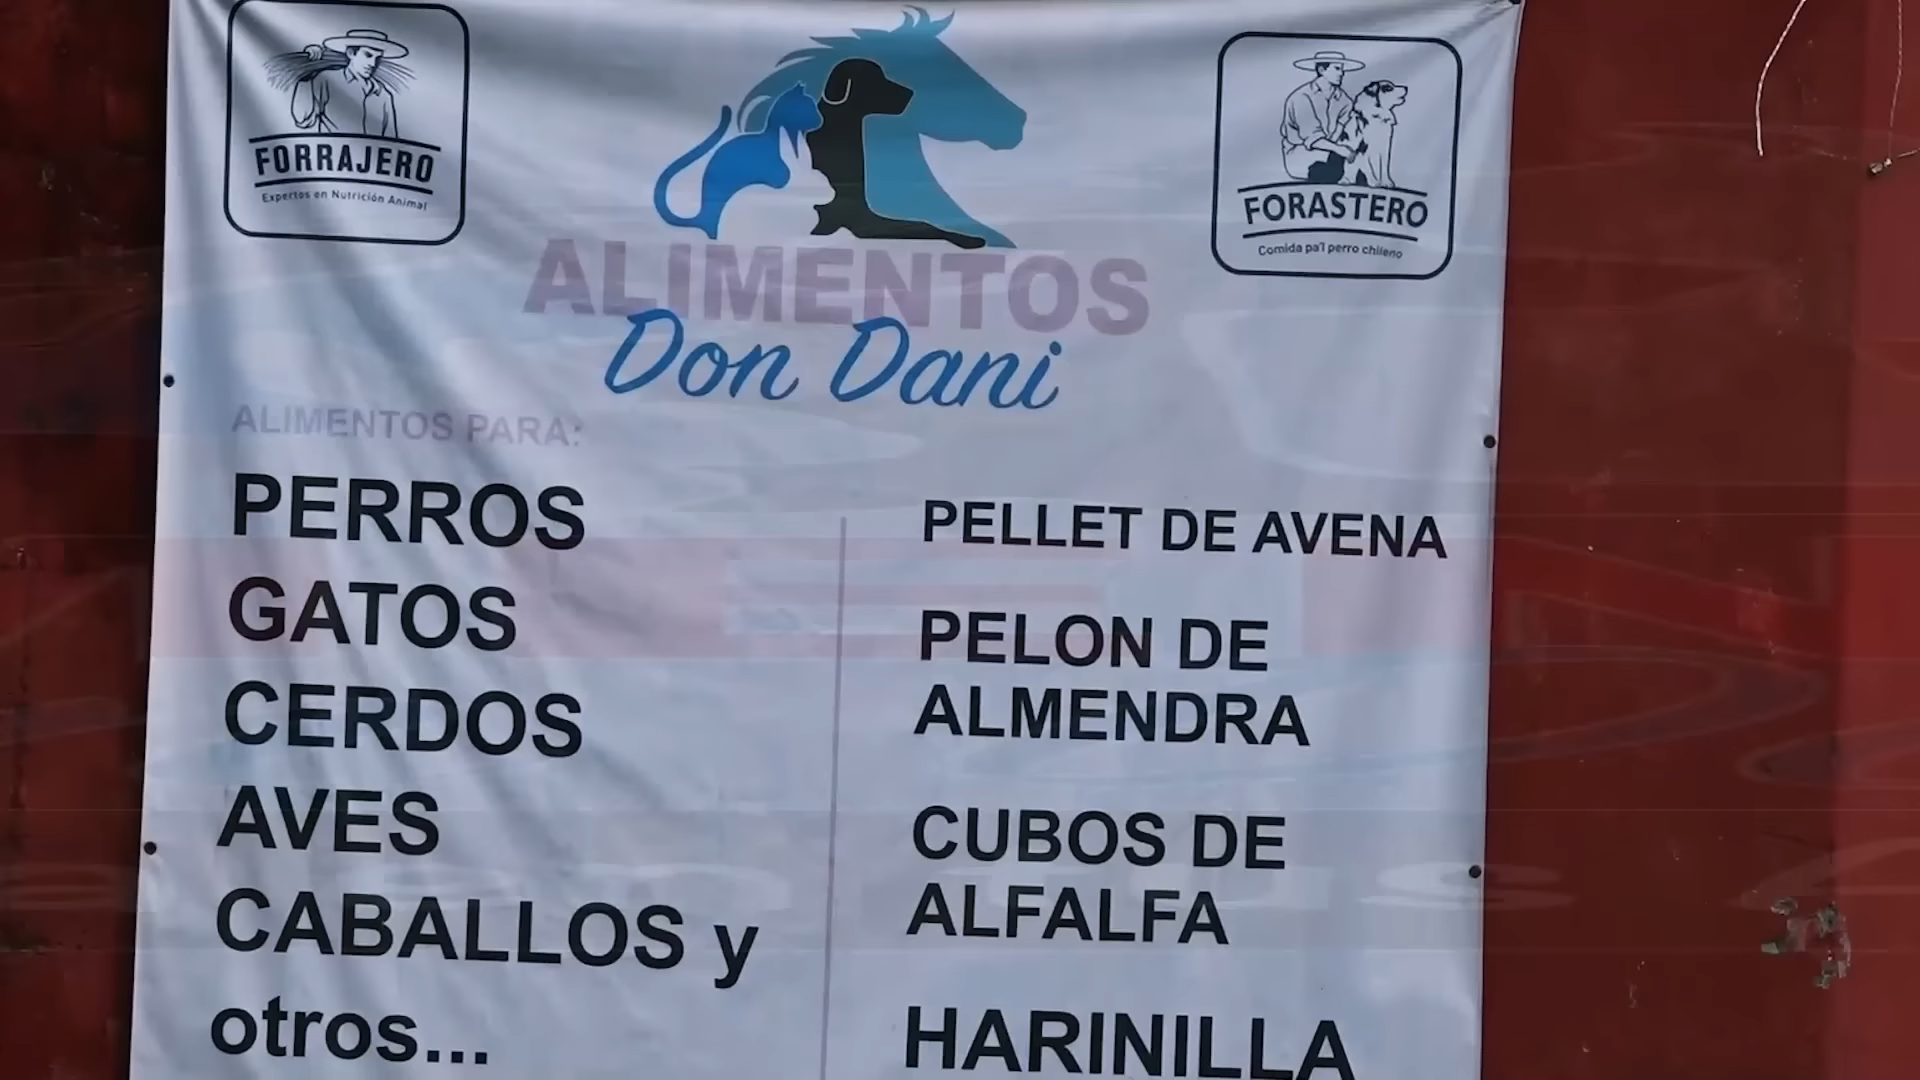 FORRAJERO
Expertos en Nutrición Animal
FORASTERO
Comida pa'l perro chileno
ALIMENTOS
Don Dani
ALIMENTOS PARA:
PERROS
GATOS
CERDOS
AVES
CABALLOS y
otros...
PELLET DE AVENA
PELON DE
ALMENDRA
CUBOS DE
ALFALFA
HARINILLA